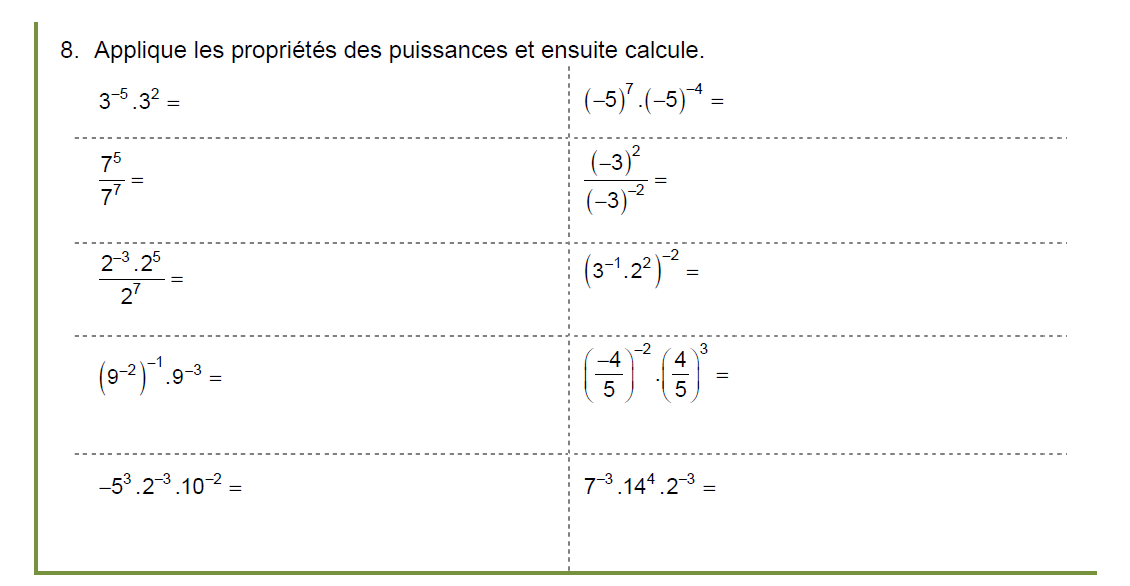 8. Applique les propriétés des puissances et ensuite calcule.
3⁻⁵ . 3² =
(–5)⁷ . (–5)⁻⁴ =
7⁵ / 7⁷ =
(–3)² / (–3)⁻² =
2⁻³ . 2⁵ / 2⁷ =
(3⁻¹ . 2²)⁻² =
(9⁻²)⁻¹ . 9⁻³ =
(–4 / 5)⁻² . (4 / 5)³ =
–5³ . 2⁻³ . 10⁻² =
7⁻³ . 14⁴ . 2⁻³ =